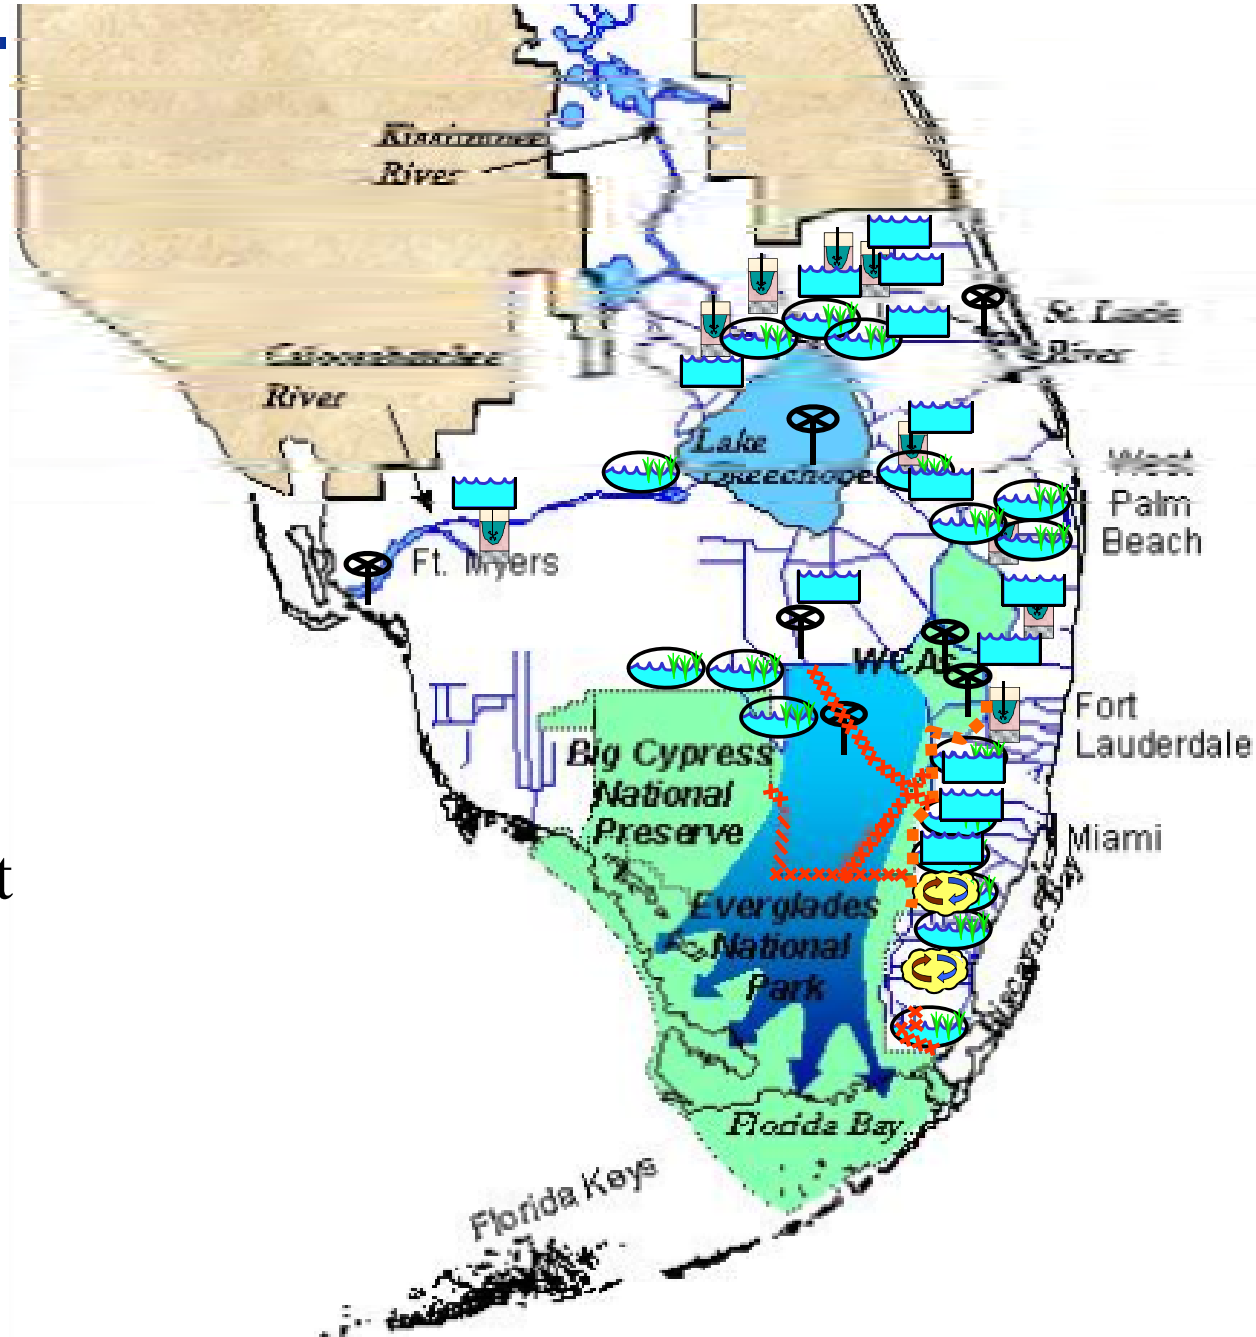 Kissimmee
River
St. Lucie
River
Caloosahatchee
River
Lake
Okeechobee
West
Palm
Beach
Ft. Myers
WCAs
Fort
Lauderdale
Big Cypress
National
Preserve
Miami
t
Everglades
National
Park
Biscayne Bay
Florida Bay
Florida Keys